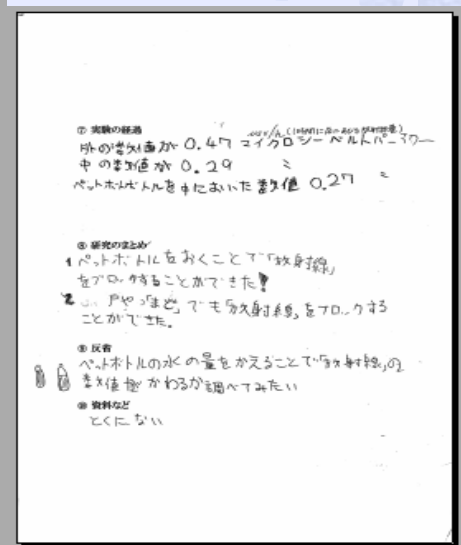 ⑦ 実験の経過
外の数値が 0.47 マイクロシーベルトパーアワー
中の数値が 0.29 〃
ペットボトルを中においた数値 0.27 〃
⑧ 研究のまとめ
1 ペットボトルをおくことで「放射線」
をブロックすることができた!
2 戸や「まど」でも「放射線」をブロックする
ことができた。
⑨ 反省
ペットボトルの水の量をかえることで「放射線」の
数値が かわるか調べてみたい
⑩ 資料など
とくにない